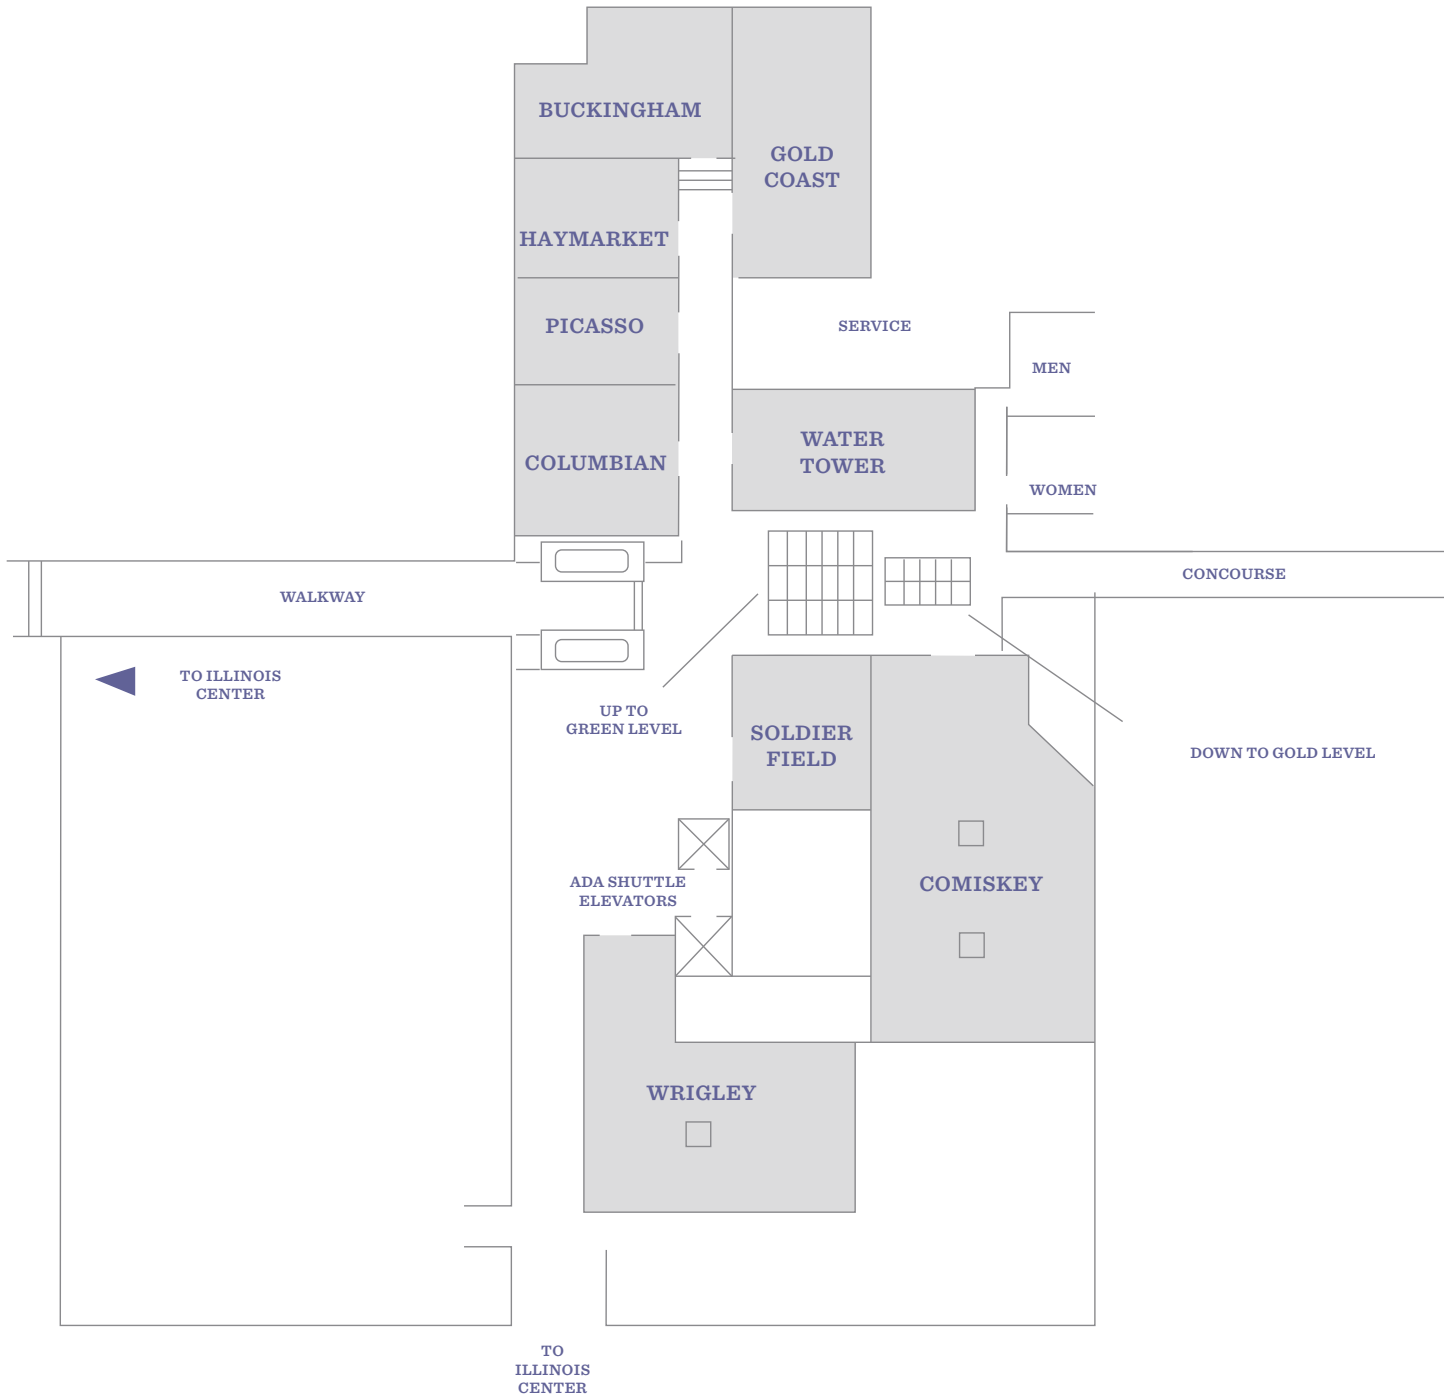 BUCKINGHAM
GOLD
COAST
HAYMARKET
PICASSO
SERVICE
MEN
WATER
TOWER
COLUMBIAN
WOMEN
CONCOURSE
WALKWAY
TO ILLINOIS
CENTER
UP TO
GREEN LEVEL
SOLDIER
FIELD
DOWN TO GOLD LEVEL
ADA SHUTTLE
ELEVATORS
COMISKEY
WRIGLEY
TO
ILLINOIS
CENTER